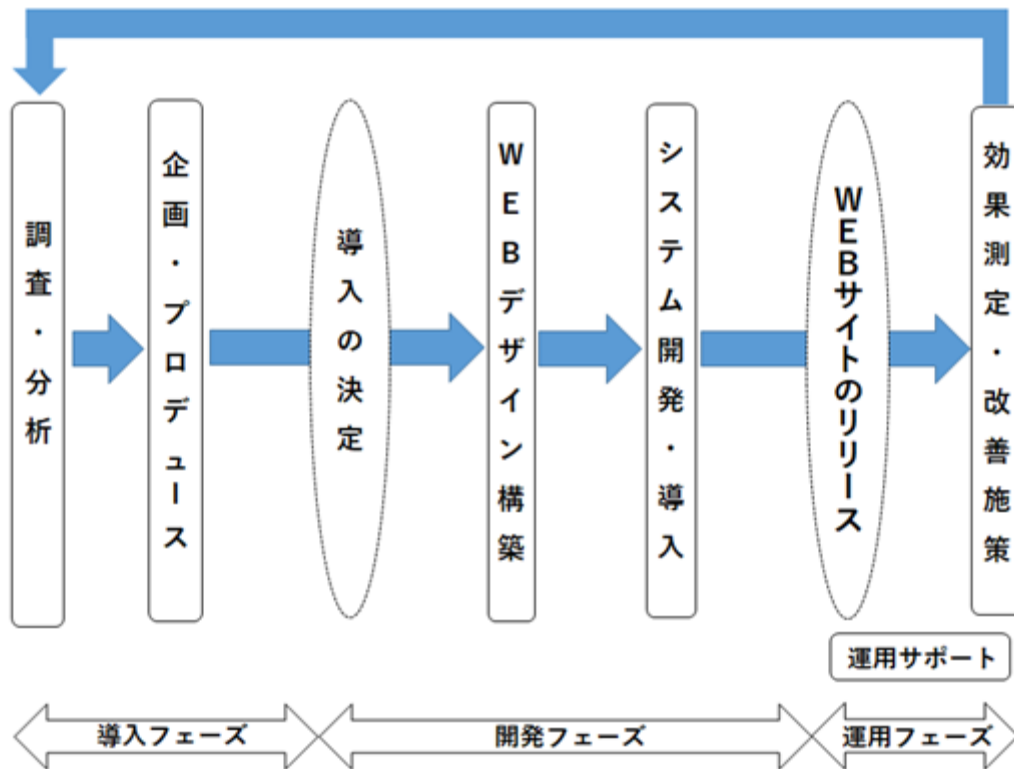 調査・分析
企画・プロデュース
導入の決定
WEBデザイン構築
システム開発・導入
WEBサイトのリリース
効果測定・改善施策
運用サポート
導入フェーズ
開発フェーズ
運用フェーズ